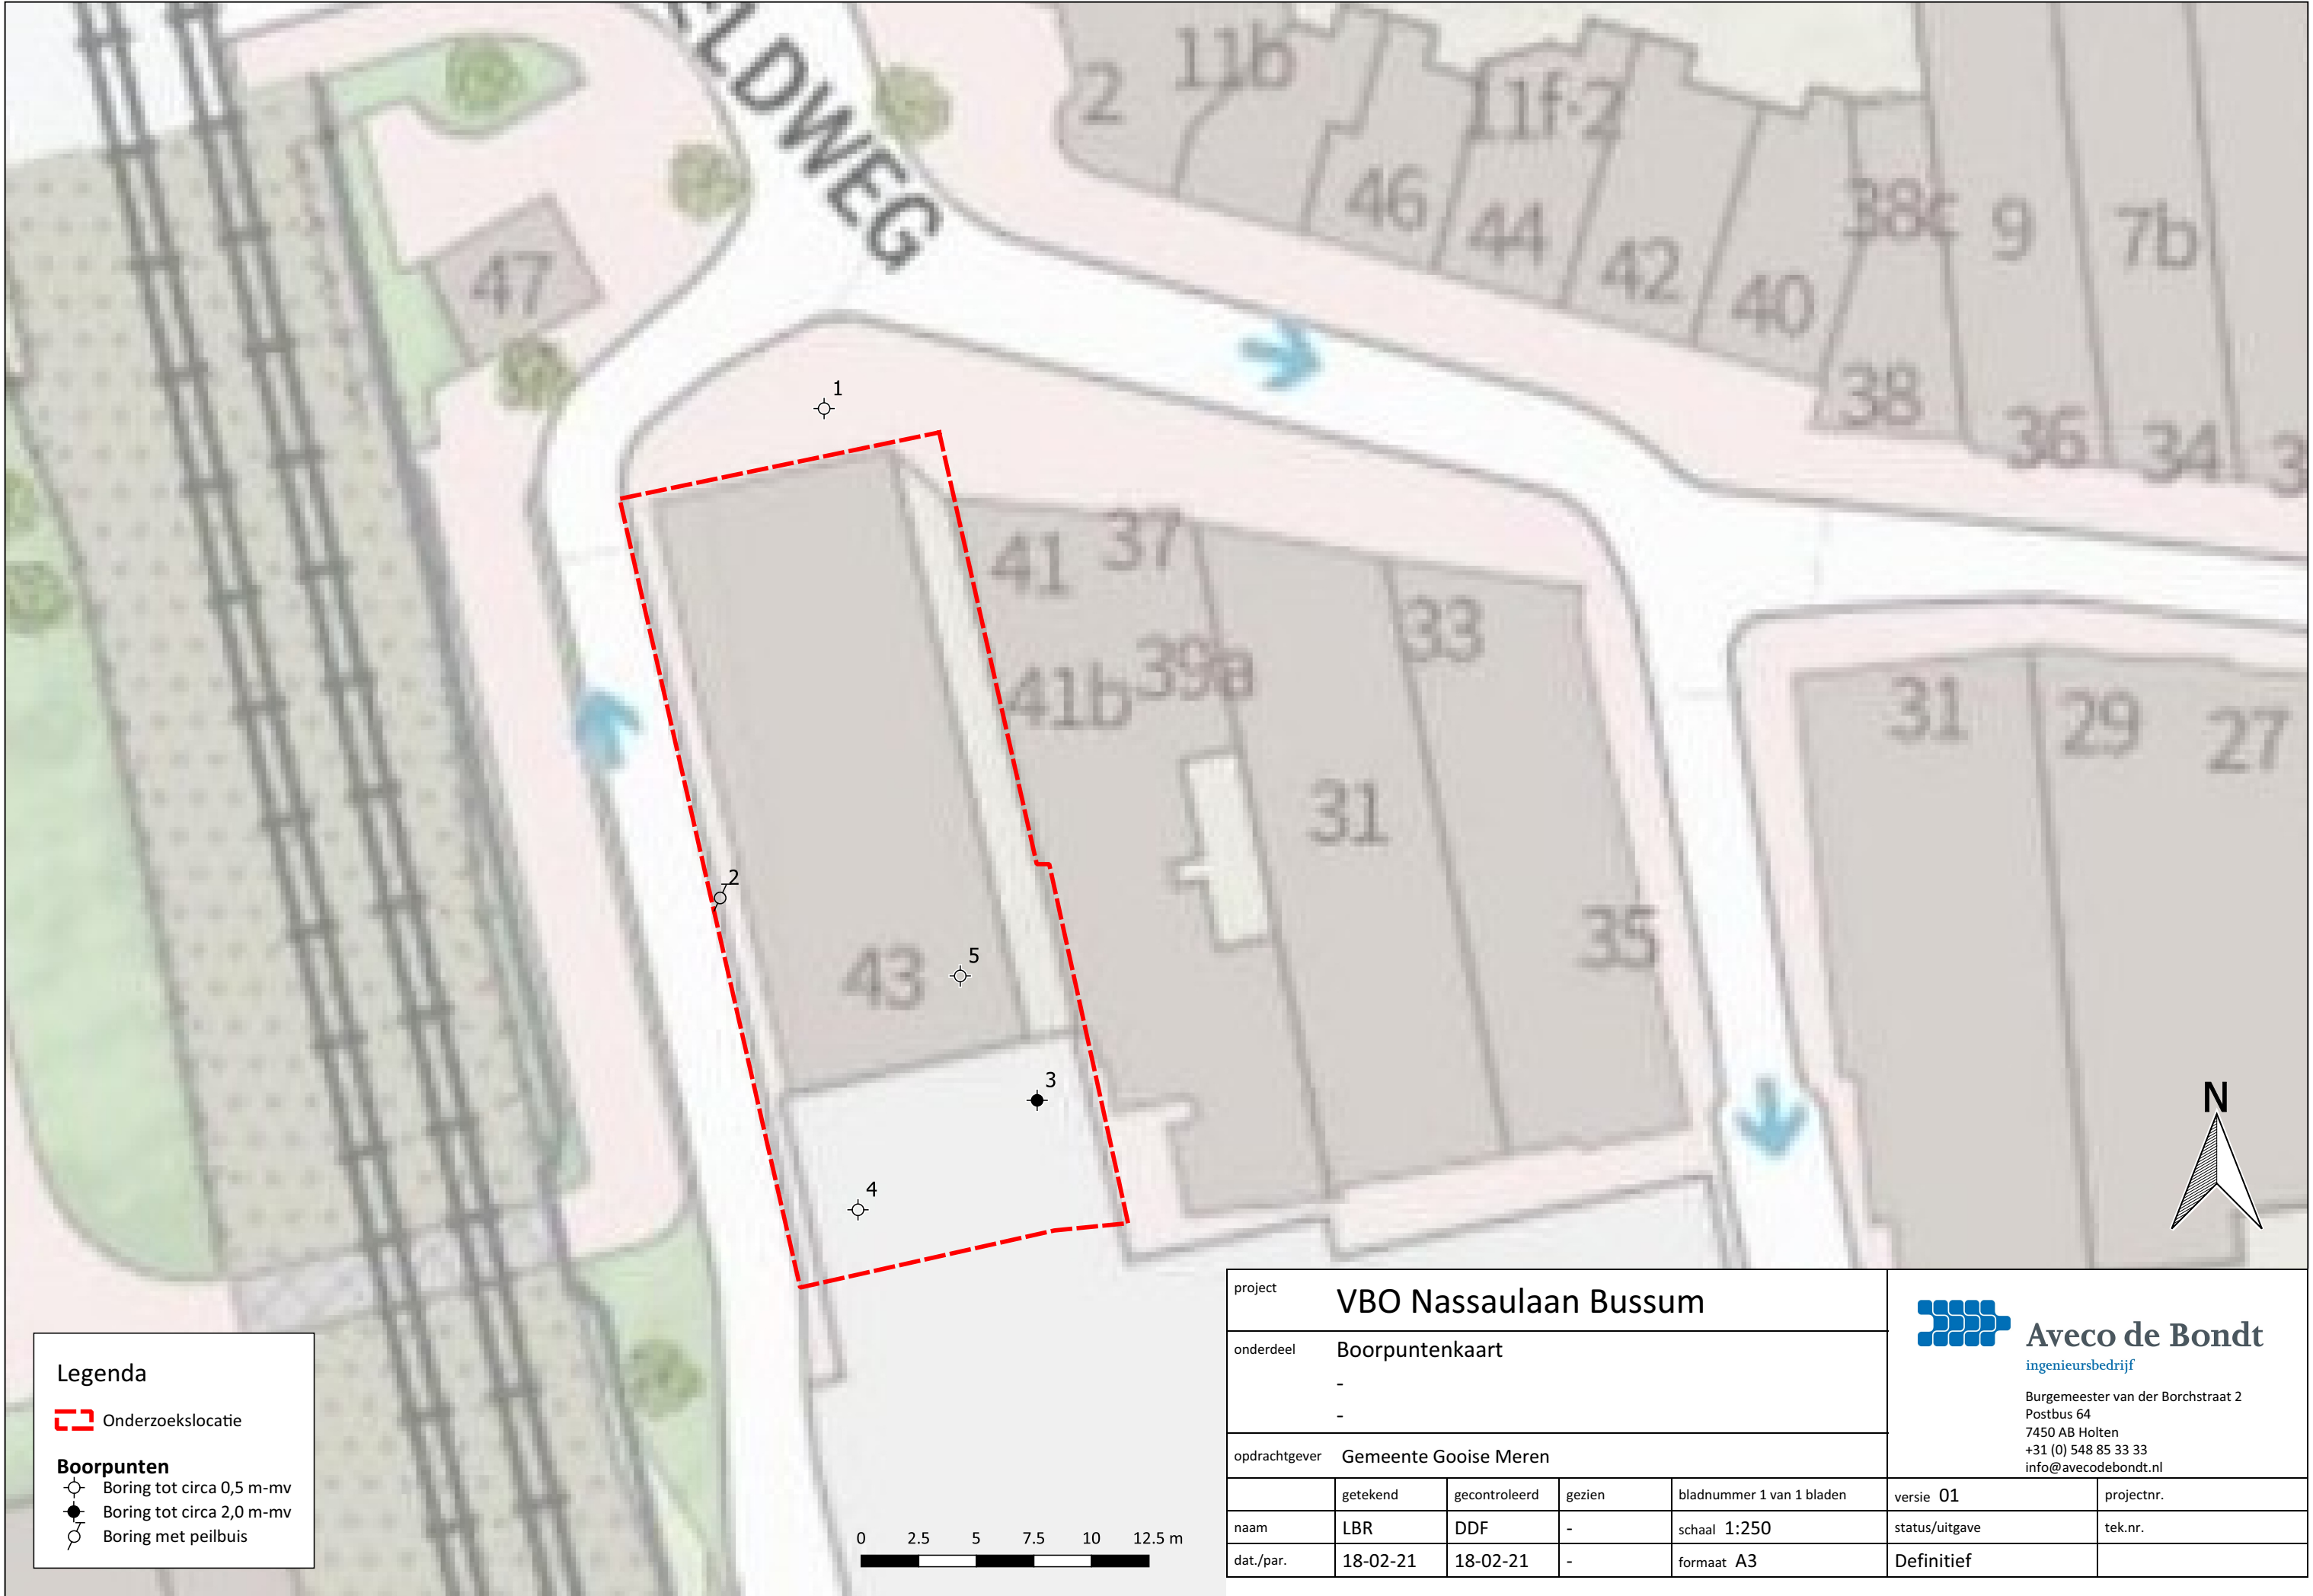 ELDWEG
2
11b
11f-2
46
44
42
40
38c
9
7b
38
36
34
3
47
1
41
37
33
41b
39a
31
31
29
27
2
43
5
35
3
4
N
Legenda
Onderzoekslocatie
Boorpunten
Boring tot circa 0,5 m-mv
Boring tot circa 2,0 m-mv
Boring met peilbuis
0 2.5 5 7.5 10 12.5 m
project VBO Nassaulaan Bussum
onderdeel Boorpuntenkaart
-
-
opdrachtgever Gemeente Gooise Meren
getekend gecontroleerd gezien bladnummer 1 van 1 bladen
naam LBR DDF - schaal 1:250
dat./par. 18-02-21 18-02-21 - formaat A3
Aveco de Bondt
ingenieursbedrijf
Burgemeester van der Borchstraat 2
Postbus 64
7450 AB Holten
+31 (0) 548 85 33 33
info@avecodebondt.nl
versie 01 projectnr.
status/uitgave tek.nr.
Definitief